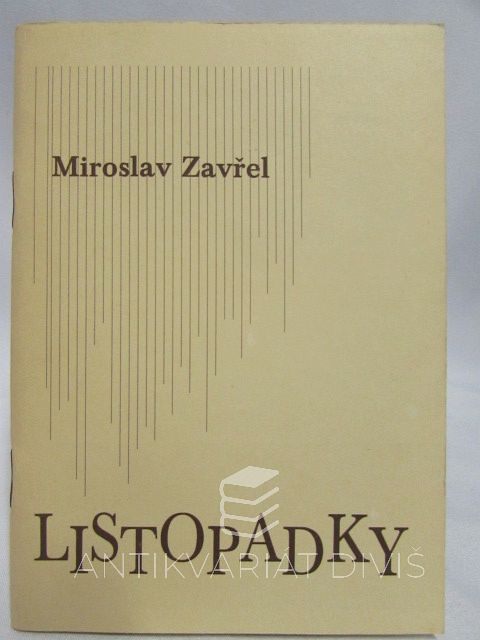 Miroslav Zavřel
LISTOPADKY
ANTIKVARIÁT DIVIŠ